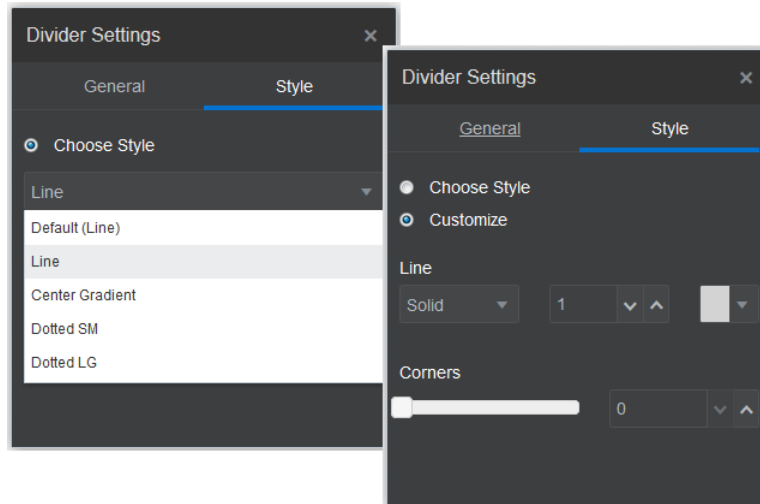 Divider Settings
General Style
Choose Style
Line
Default (Line)
Line
Center Gradient
Dotted SM
Dotted LG
Divider Settings
General Style
Choose Style
Customize
Line
Solid 1
Corners
0